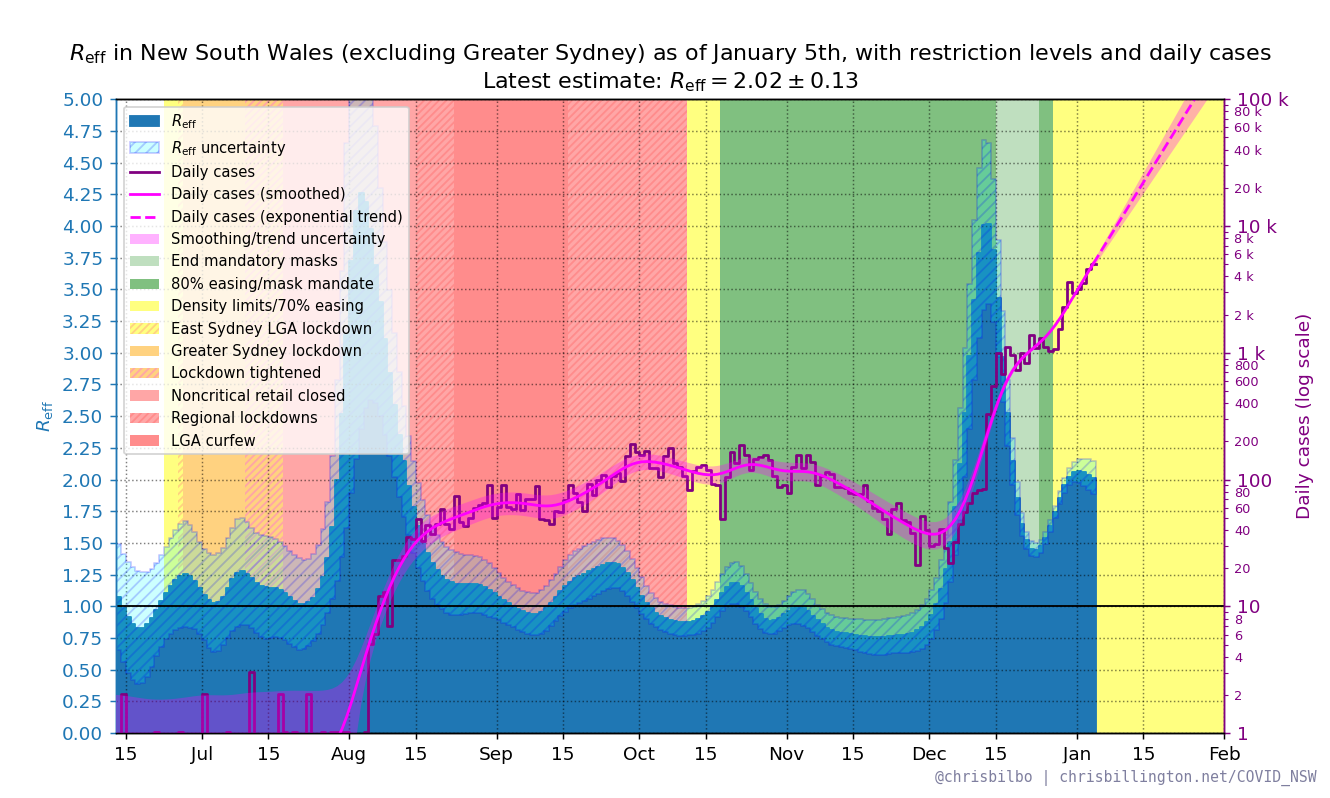 R_eff in New South Wales (excluding Greater Sydney) as of January 5th, with restriction levels and daily cases
Latest estimate: R_eff = 2.02 ± 0.13
R_eff
R_eff uncertainty
Daily cases
Daily cases (smoothed)
Daily cases (exponential trend)
Smoothing/trend uncertainty
End mandatory masks
80% easing/mask mandate
Density limits/70% easing
East Sydney LGA lockdown
Greater Sydney lockdown
Lockdown tightened
Noncritical retail closed
Regional lockdowns
LGA curfew
R_eff
5.00
4.75
4.50
4.25
4.00
3.75
3.50
3.25
3.00
2.75
2.50
2.25
2.00
1.75
1.50
1.25
1.00
0.75
0.50
0.25
0.00
15 Jul 15 Aug 15 Sep 15 Oct 15 Nov 15 Dec 15 Jan 15 Feb
100 k
80 k
60 k
40 k
20 k
10 k
8 k
6 k
4 k
2 k
1 k
800
600
400
200
100
80
60
40
20
10
8
6
4
2
1
Daily cases (log scale)
@chrisbilbo | chrisbillington.net/COVID_NSW